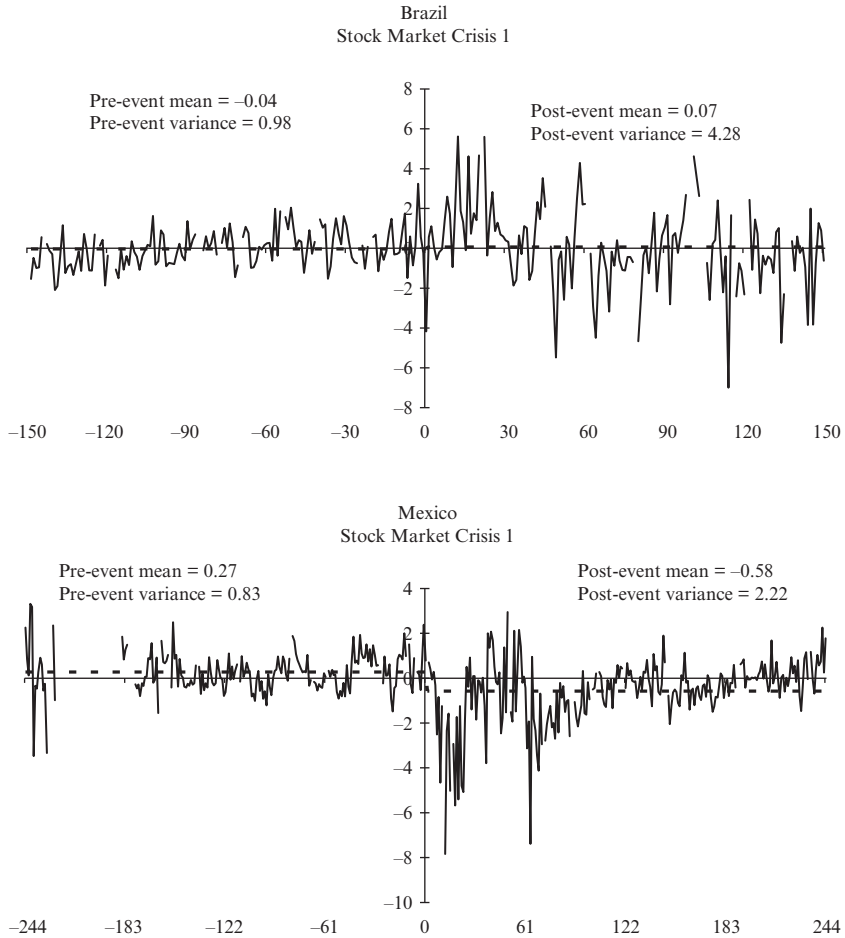 Brazil
Stock Market Crisis 1
Pre-event mean = –0.04
Pre-event variance = 0.98
Post-event mean = 0.07
Post-event variance = 4.28
8
6
4
2
0
–2
–4
–6
–8
–150 –120 –90 –60 –30 0 30 60 90 120 150
Mexico
Stock Market Crisis 1
Pre-event mean = 0.27
Pre-event variance = 0.83
Post-event mean = –0.58
Post-event variance = 2.22
4
2
0
–2
–4
–6
–8
–10
–244 –183 –122 –61 0 61 122 183 244